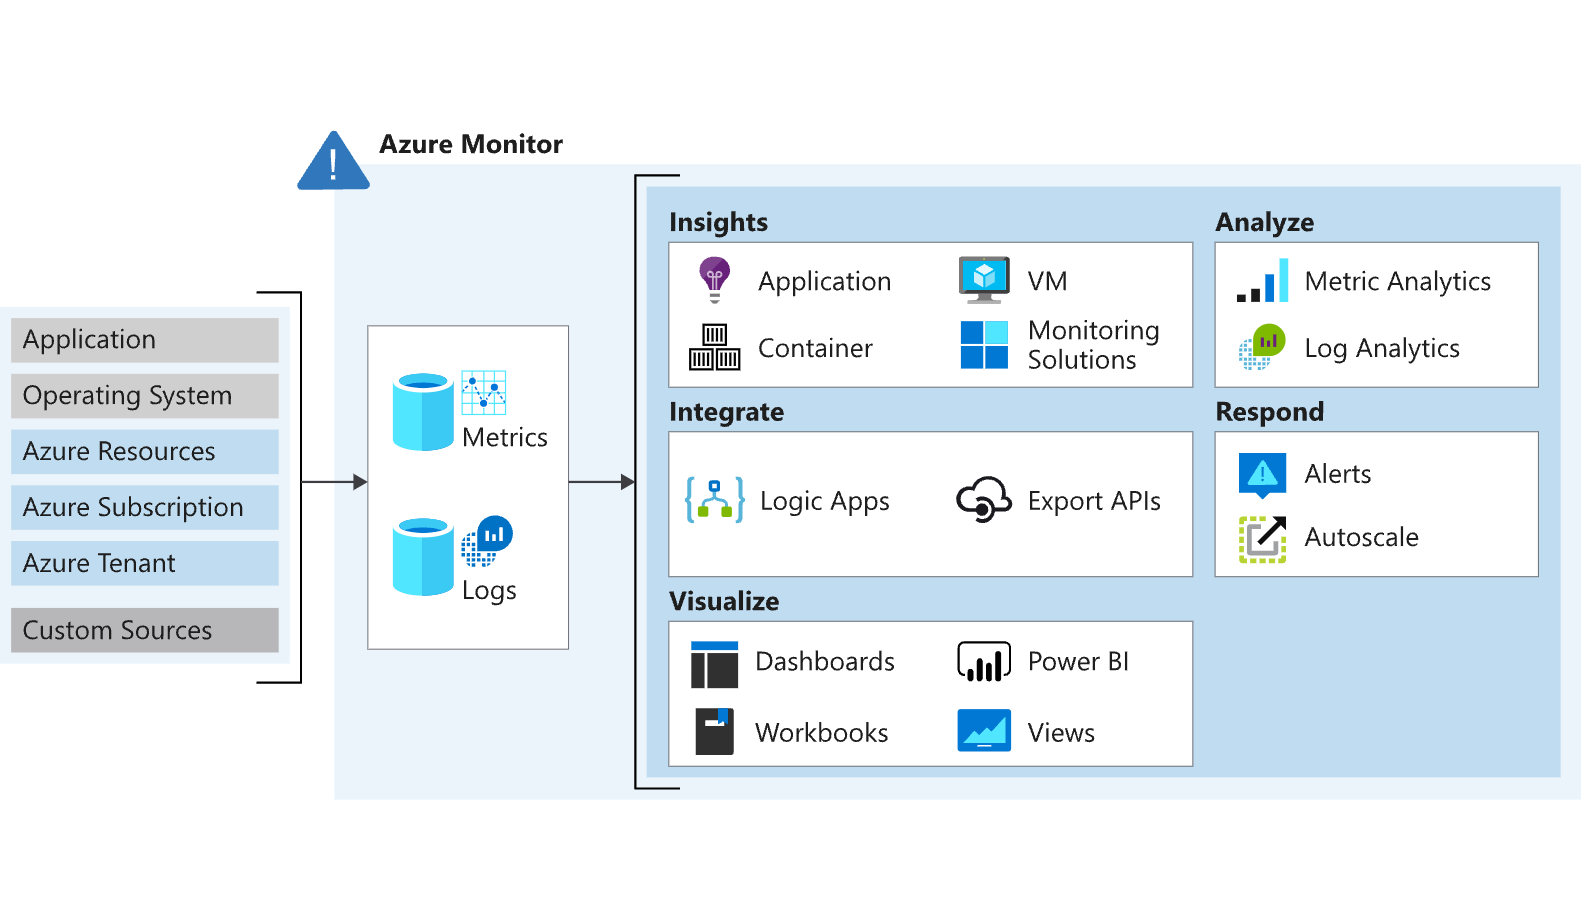 Azure Monitor
Application
Operating System
Azure Resources
Azure Subscription
Azure Tenant
Custom Sources
Metrics
Logs
Insights
Application
VM
Container
Monitoring
Solutions
Analyze
Metric Analytics
Log Analytics
Integrate
Logic Apps
Export APIs
Respond
Alerts
Autoscale
Visualize
Dashboards
Power BI
Workbooks
Views